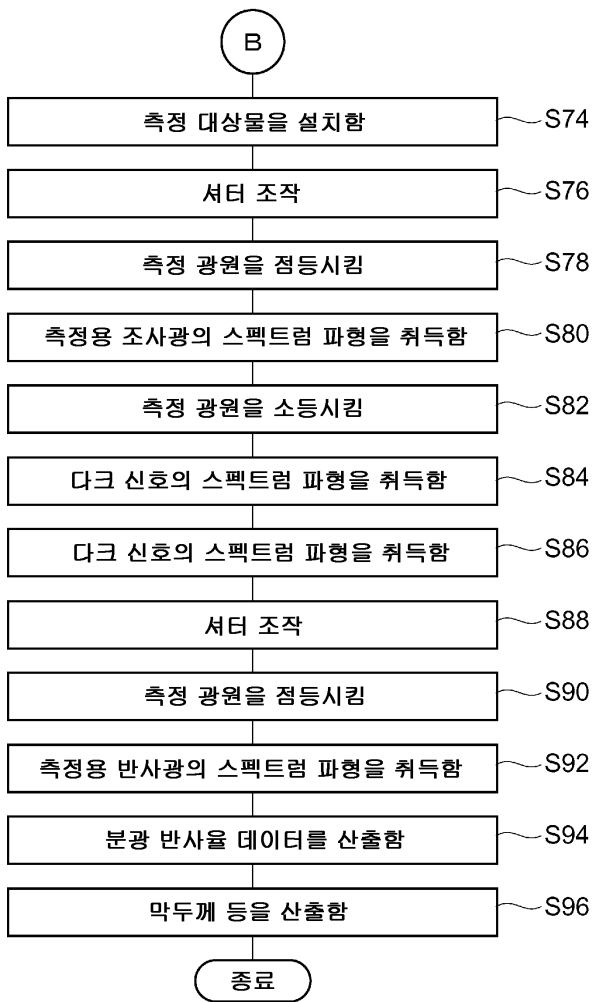 B
측정 대상물을 설치함
S74
셔터 조작
S76
측정 광원을 점등시킴
S78
측정용 조사광의 스펙트럼 파형을 취득함
S80
측정 광원을 소등시킴
S82
다크 신호의 스펙트럼 파형을 취득함
S84
다크 신호의 스펙트럼 파형을 취득함
S86
셔터 조작
S88
측정 광원을 점등시킴
S90
측정용 반사광의 스펙트럼 파형을 취득함
S92
분광 반사율 데이터를 산출함
S94
막두께 등을 산출함
S96
종료